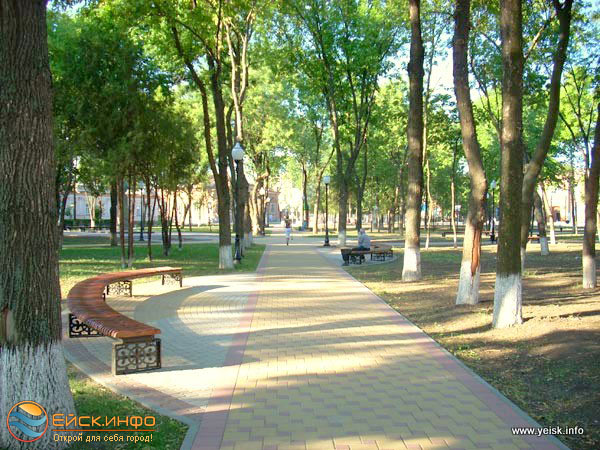 ЕЙСК.ИНФО
Открой для себя город!
www.yeisk.info